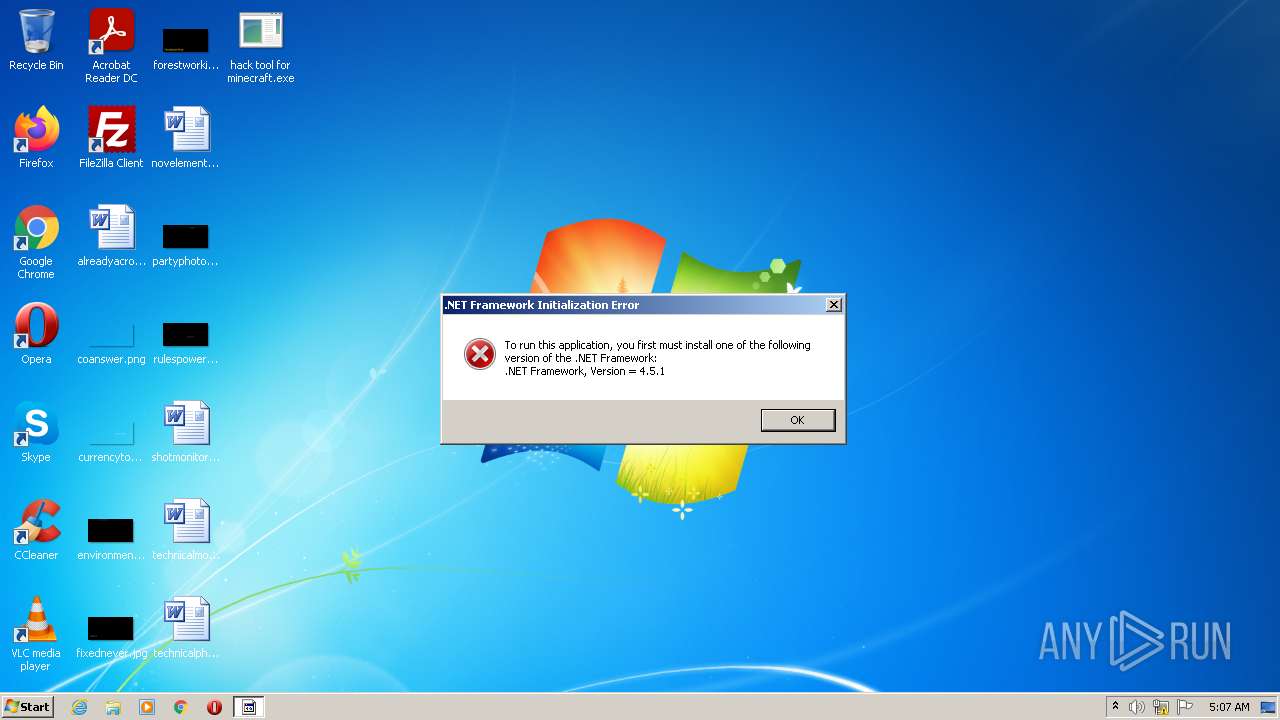 Recycle Bin
Acrobat
Reader DC
forestworki...
hack tool for
minecraft.exe
Firefox
FileZilla Client
novelement...
Google
Chrome
alreadyacro...
partyphoto...
Opera
coanswer.png
rulespower...
Skype
currencyto...
shotmonitor...
CCleaner
environmen...
technicalmo...
VLC media
player
fixednever.jpg
technicalph...
.NET Framework Initialization Error
To run this application, you first must install one of the following
version of the .NET Framework:
.NET Framework, Version = 4.5.1
OK
ANY RUN
Start
5:07 AM